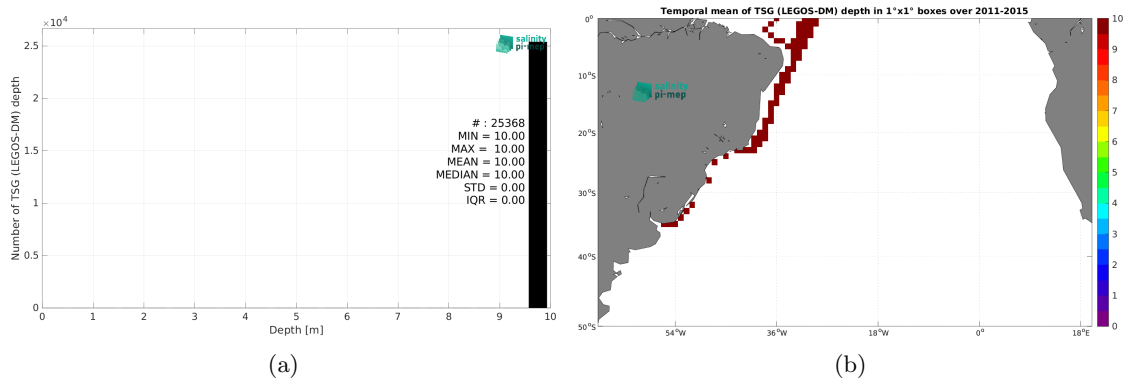 ×10⁴
2.5
2
1.5
1
0.5
0
Number of TSG (LEGOS-DM) depth
salinity
pi-mep
# : 25368
MIN = 10.00
MAX = 10.00
MEAN = 10.00
MEDIAN = 10.00
STD = 0.00
IQR = 0.00
0 1 2 3 4 5 6 7 8 9 10
Depth [m]
(a)
Temporal mean of TSG (LEGOS-DM) depth in 1°x1° boxes over 2011-2015
0°
10°S
20°S
30°S
40°S
50°S
salinity
pi-mep
54°W 36°W 18°W 0° 18°E
10
9
8
7
6
5
4
3
2
1
0
(b)